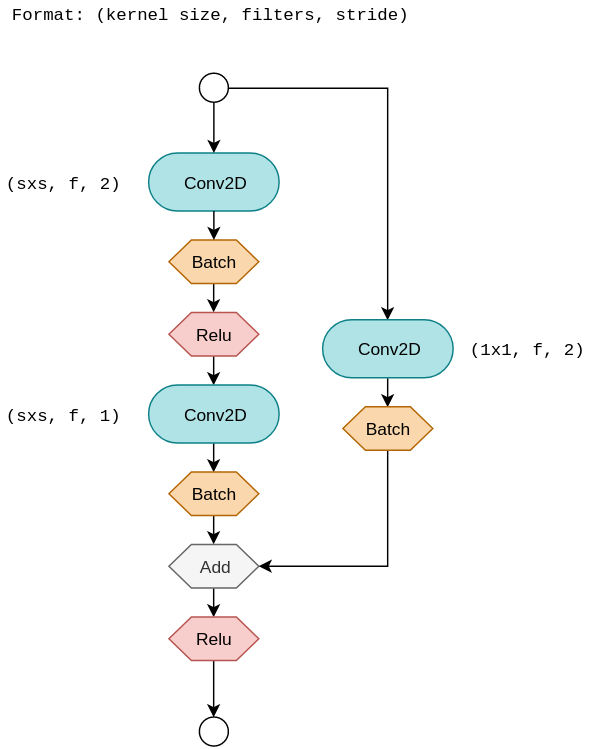 Format: (kernel size, filters, stride)
(sxs, f, 2)
Conv2D
Batch
Relu
Conv2D
(1x1, f, 2)
(sxs, f, 1)
Conv2D
Batch
Batch
Add
Relu